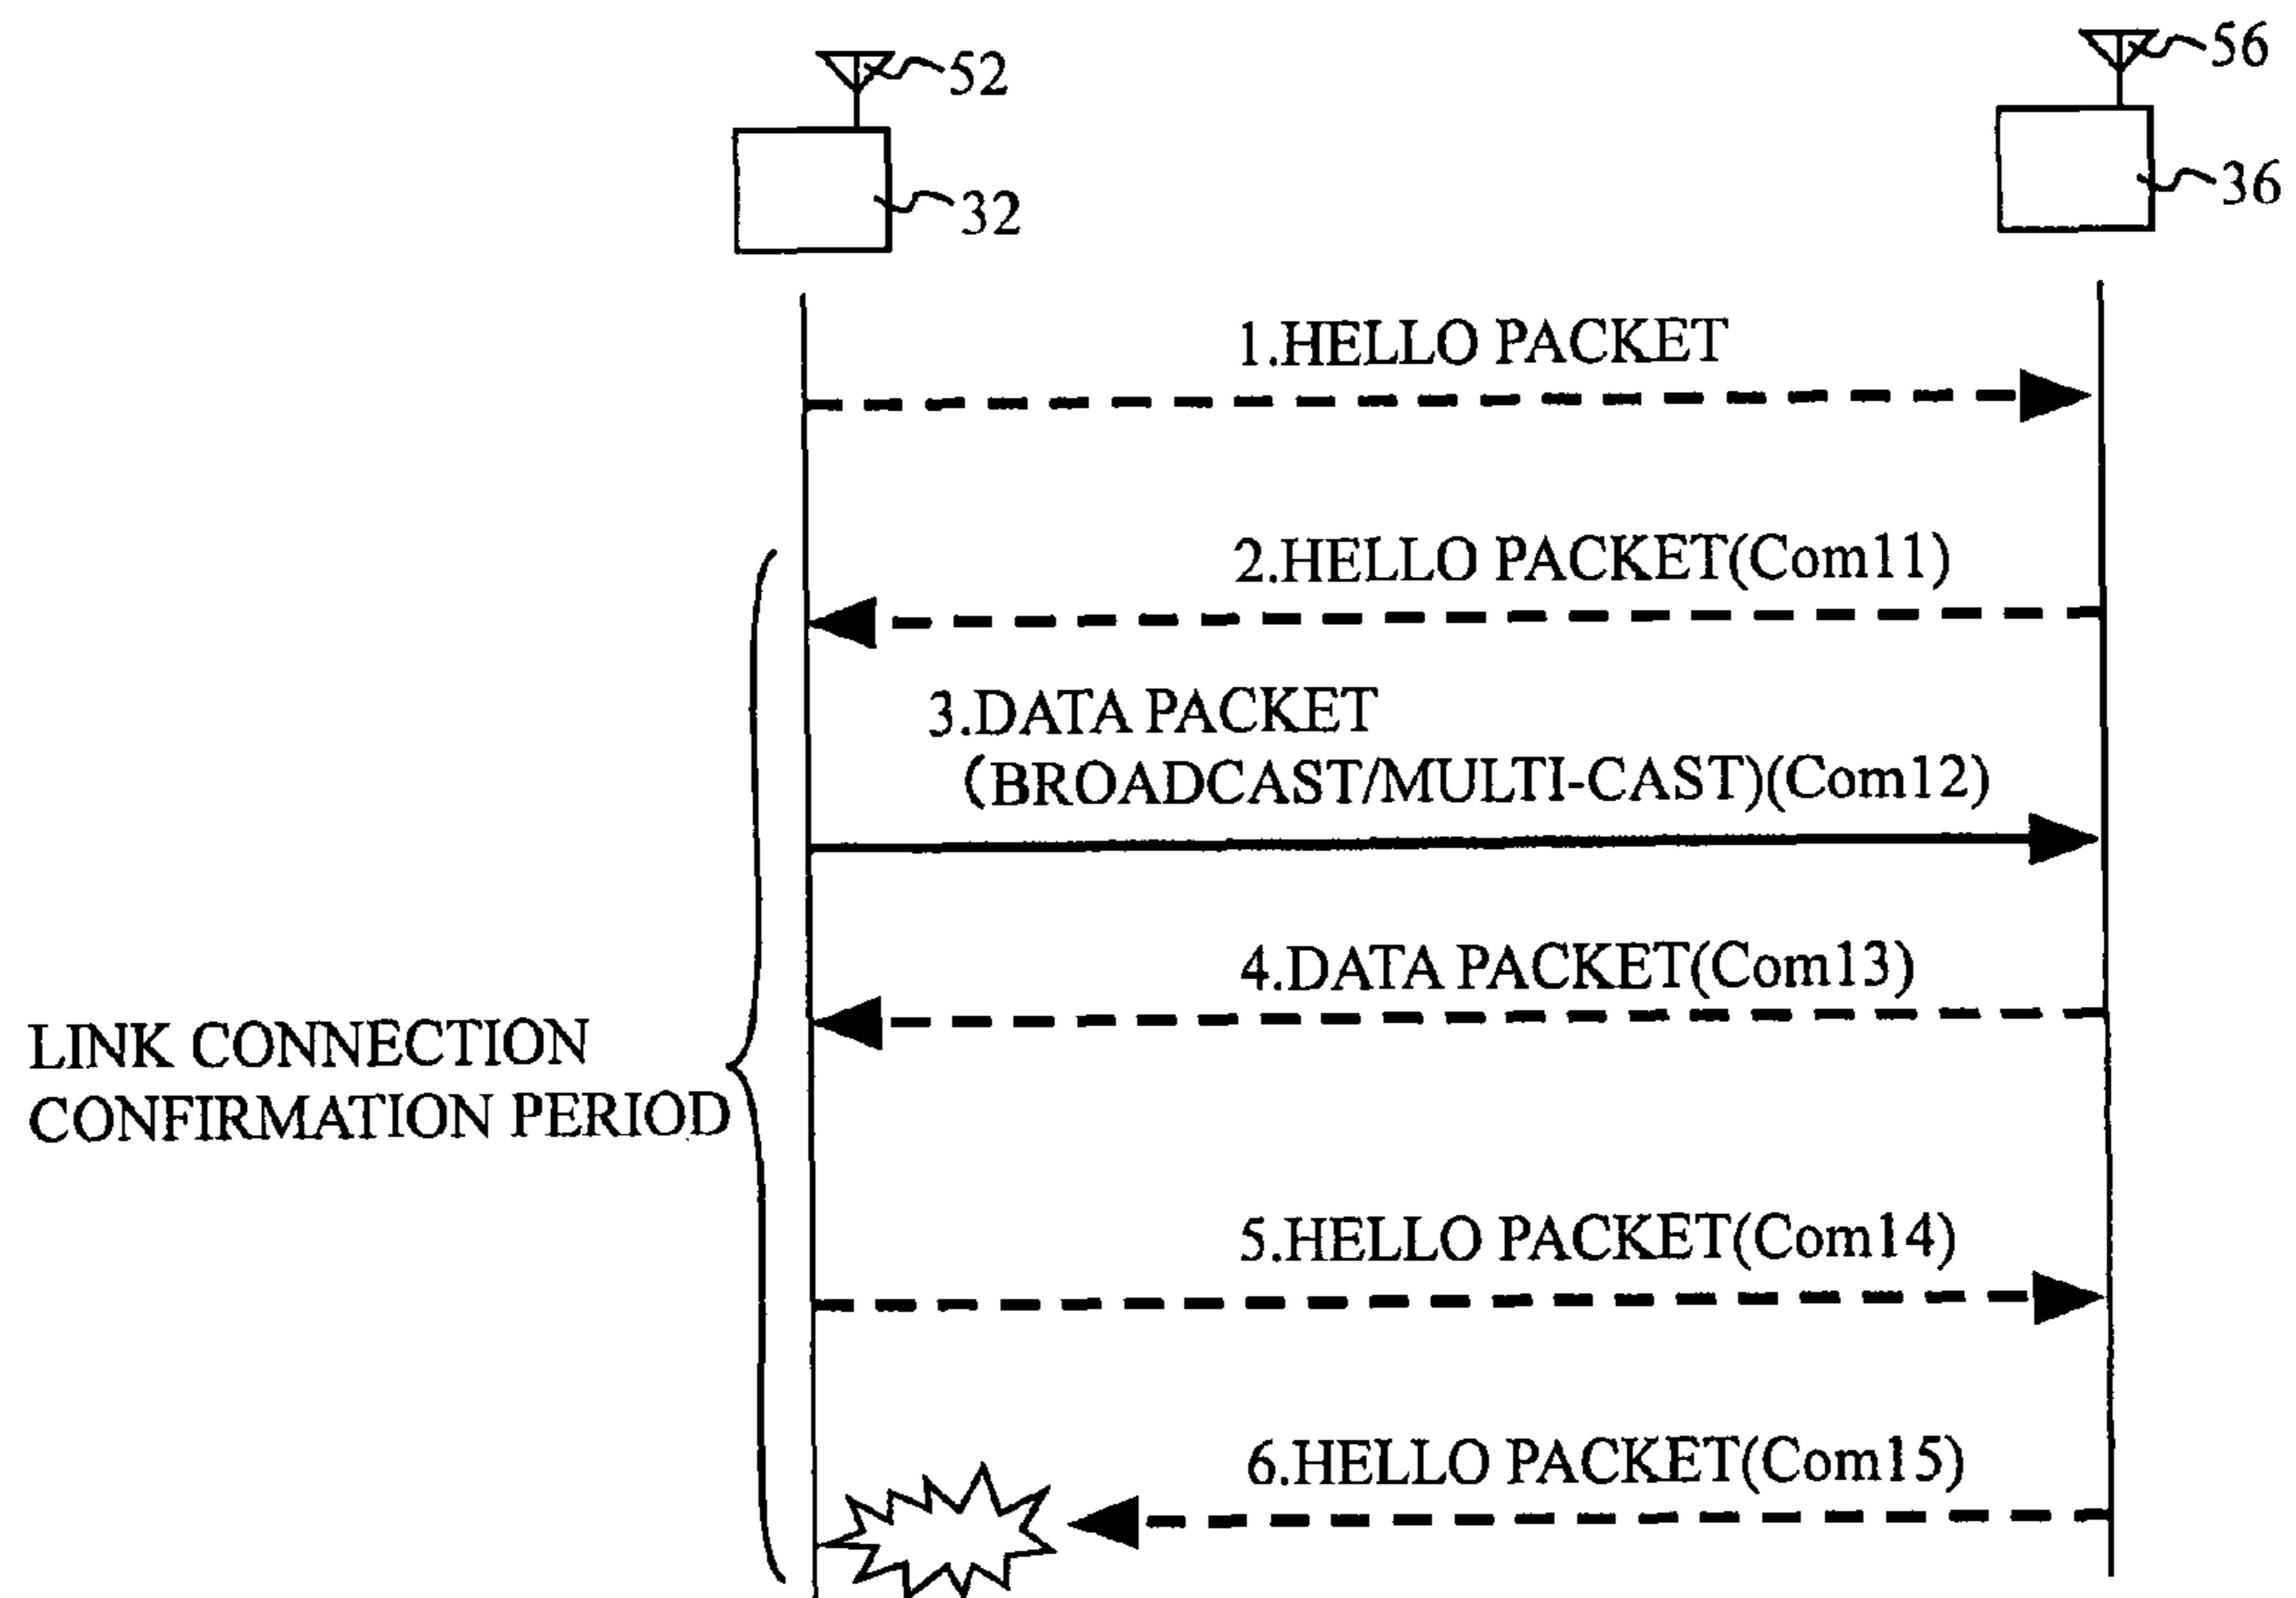 52
56
32
36
1.HELLO PACKET
2.HELLO PACKET(Com11)
3.DATA PACKET
(BROADCAST/MULTI-CAST)(Com12)
4.DATA PACKET(Com13)
LINK CONNECTION
CONFIRMATION PERIOD
5.HELLO PACKET(Com14)
6.HELLO PACKET(Com15)